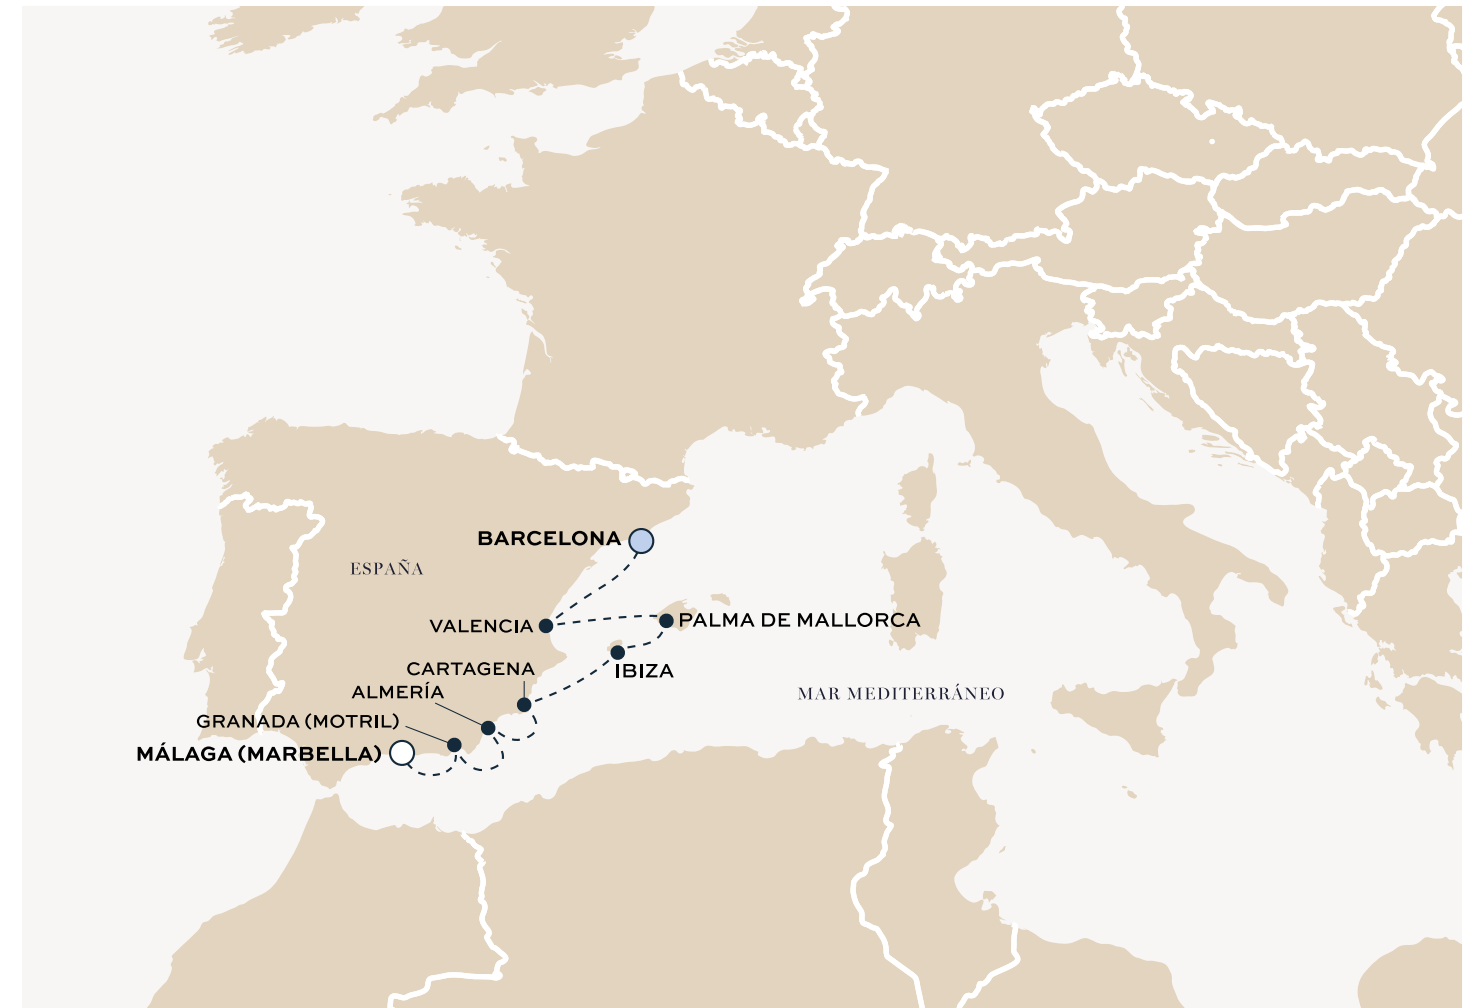 BARCELONA
ESPAÑA
VALENCIA
PALMA DE MALLORCA
CARTAGENA
IBIZA
ALMERÍA
MAR MEDITERRÁNEO
GRANADA (MOTRIL)
MÁLAGA (MARBELLA)